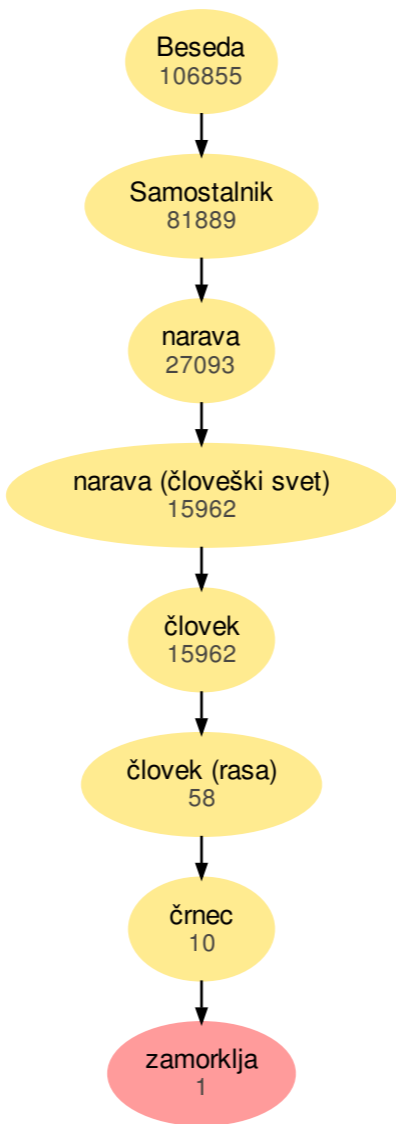 Beseda
106855
Samostalnik
81889
narava
27093
narava (človeški svet)
15962
človek
15962
človek (rasa)
58
črnec
10
zamorklja
1